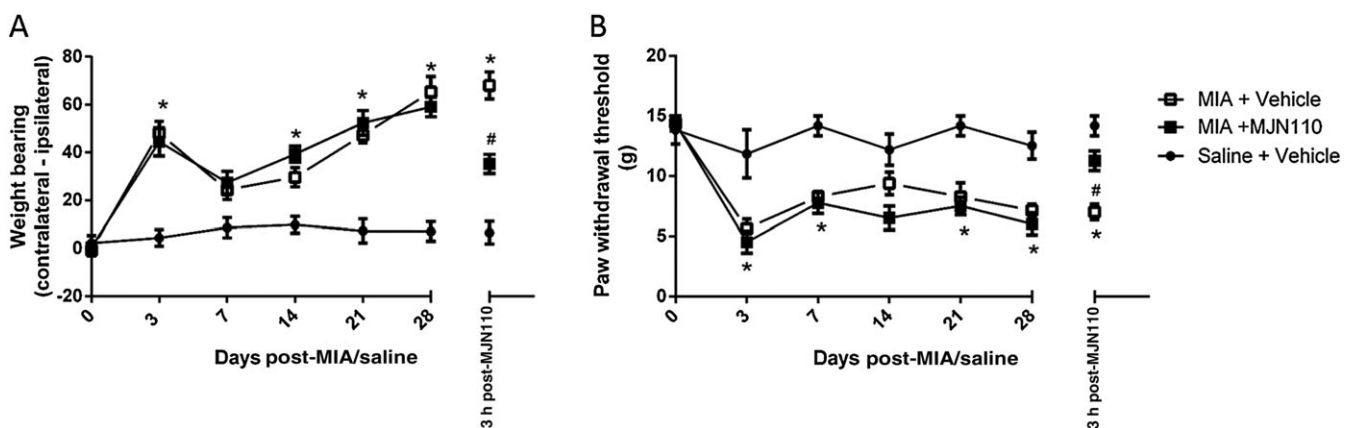 A
Weight bearing
(contralateral - ipsilateral)
80
60
40
20
0
-20
*
*
*
*
*
#
0
3
7
14
21
28
3 h post-MJN110
Days post-MIA/saline
B
Paw withdrawal threshold
(g)
20
15
10
5
0
*
*
*
*
#
*
0
3
7
14
21
28
3 h post-MJN110
Days post-MIA/saline
MIA + Vehicle
MIA +MJN110
Saline + Vehicle